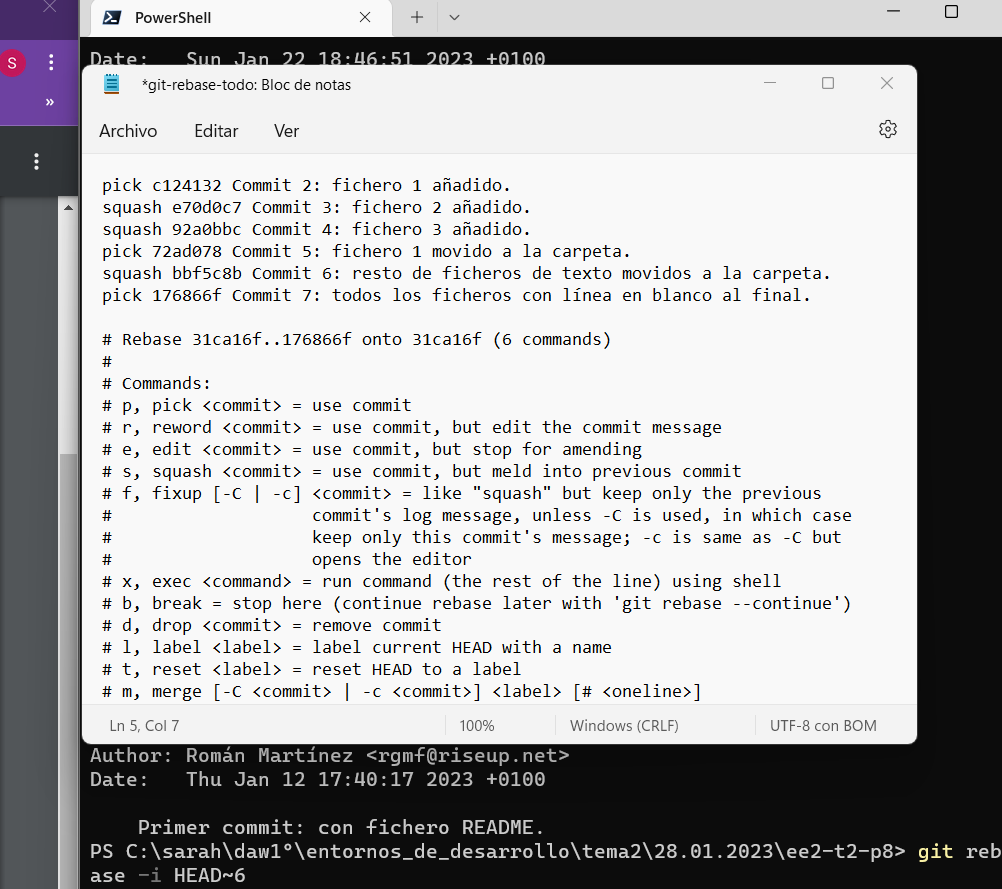 PowerShell
S
»
Date:   Sun Jan 22 18:46:51 2023 +0100
*git-rebase-todo: Bloc de notas
Archivo Editar Ver
pick c124132 Commit 2: fichero 1 añadido.
squash e70d0c7 Commit 3: fichero 2 añadido.
squash 92a0bbc Commit 4: fichero 3 añadido.
pick 72ad078 Commit 5: fichero 1 movido a la carpeta.
squash bbf5c8b Commit 6: resto de ficheros de texto movidos a la carpeta.
pick 176866f Commit 7: todos los ficheros con línea en blanco al final.
# Rebase 31ca16f..176866f onto 31ca16f (6 commands)
#
# Commands:
# p, pick <commit> = use commit
# r, reword <commit> = use commit, but edit the commit message
# e, edit <commit> = use commit, but stop for amending
# s, squash <commit> = use commit, but meld into previous commit
# f, fixup [-C | -c] <commit> = like "squash" but keep only the previous
#                    commit's log message, unless -C is used, in which case
#                    keep only this commit's message; -c is same as -C but
#                    opens the editor
# x, exec <command> = run command (the rest of the line) using shell
# b, break = stop here (continue rebase later with 'git rebase --continue')
# d, drop <commit> = remove commit
# l, label <label> = label current HEAD with a name
# t, reset <label> = reset HEAD to a label
# m, merge [-C <commit> | -c <commit>] <label> [# <oneline>]
Ln 5, Col 7 100% Windows (CRLF) UTF-8 con BOM
Author: Román Martínez <rgmf@riseup.net>
Date:   Thu Jan 12 17:40:17 2023 +0100
    Primer commit: con fichero README.
PS C:\sarah\daw1°\entornos_de_desarrollo\tema2\28.01.2023\ee2-t2-p8> git reb
ase -i HEAD~6